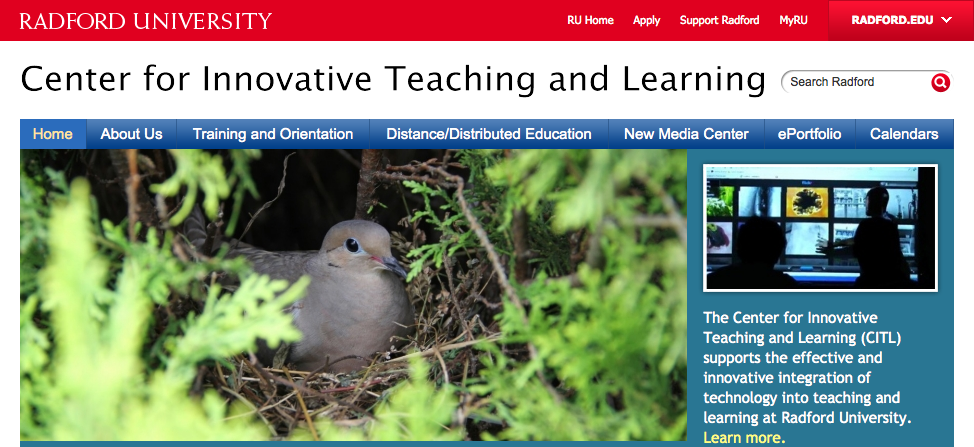 RADFORD UNIVERSITY
RU Home Apply Support Radford MyRU RADFORD.EDU
Center for Innovative Teaching and Learning
Search Radford
Home About Us Training and Orientation Distance/Distributed Education New Media Center ePortfolio Calendars
The Center for Innovative
Teaching and Learning (CITL)
supports the effective and
innovative integration of
technology into teaching and
learning at Radford University.
Learn more.